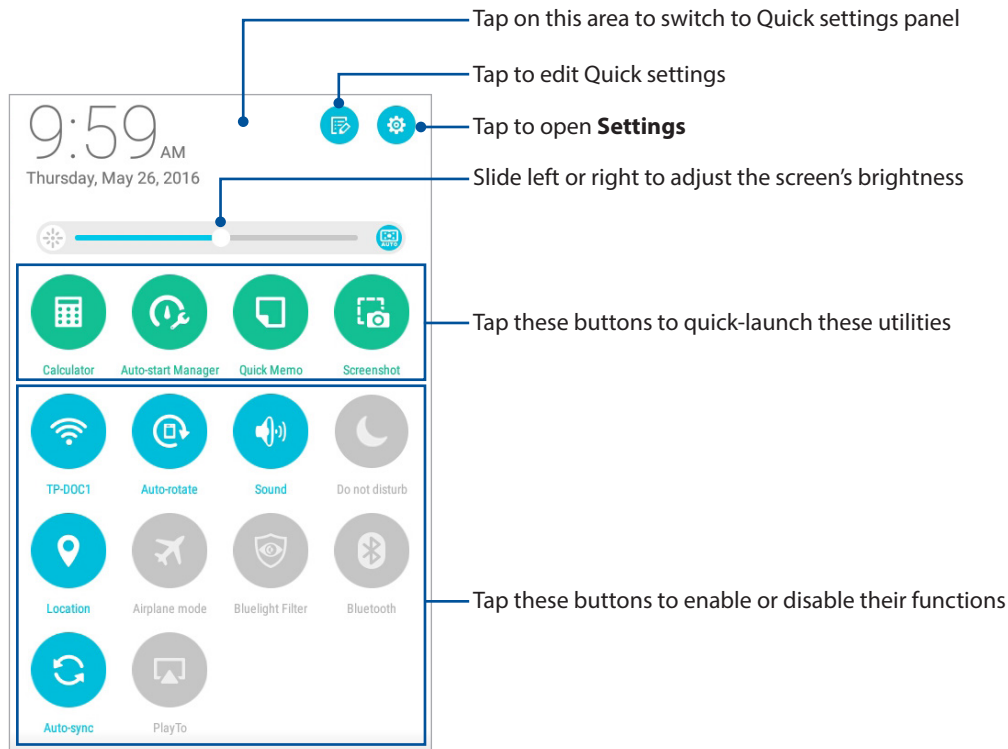 Tap on this area to switch to Quick settings panel
Tap to edit Quick settings
Tap to open Settings
Slide left or right to adjust the screen's brightness
9:59 AM
Thursday, May 26, 2016
AUTO
Calculator Auto-start Manager Quick Memo Screenshot
Tap these buttons to quick-launch these utilities
TP-DOC1 Auto-rotate Sound Do not disturb
Location Airplane mode Bluelight Filter Bluetooth
Tap these buttons to enable or disable their functions
Auto-sync PlayTo